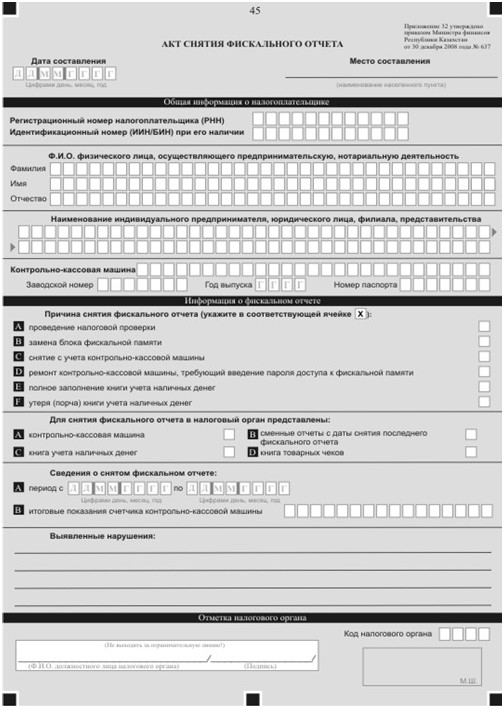 45
Приложение 32 утверждено
приказом Министра финансов
Республики Казахстан
от 30 декабря 2008 года № 637
АКТ СНЯТИЯ ФИСКАЛЬНОГО ОТЧЕТА
Дата составления
Место составления
Д Д М М Г Г Г Г
Цифрами день, месяц, год
(наименование населенного пункта)
Общая информация о налогоплательщике
Регистрационный номер налогоплательщика (РНН)
Идентификационный номер (ИИН/БИН) при его наличии
Ф.И.О. физического лица, осуществляющего предпринимательскую, нотариальную деятельность
Фамилия
Имя
Отчество
Наименование индивидуального предпринимателя, юридического лица, филиала, представительства
Контрольно-кассовая машина
Заводской номер Год выпуска Г Г Г Г Номер паспорта
Информация о фискальном отчете
Причина снятия фискального отчета (укажите в соответствующей ячейке X ):
A проведение налоговой проверки
B замена блока фискальной памяти
C снятие с учета контрольно-кассовой машины
D ремонт контрольно-кассовой машины, требующий введение пароля доступа к фискальной памяти
E полное заполнение книги учета наличных денег
F утеря (порча) книги учета наличных денег
Для снятия фискального отчета в налоговый орган представлены:
A контрольно-кассовая машина
B сменные отчеты с даты снятия последнего
фискального отчета
C книга учета наличных денег
D книга товарных чеков
Сведения о снятом фискальном отчете:
A период с Д Д М М Г Г Г Г по Д Д М М Г Г Г Г
Цифрами день, месяц, год Цифрами день, месяц, год
B итоговые показания счетчика контрольно-кассовой машины
Выявленные нарушения:
Отметка налогового органа
(Не выходить за ограничительную линию!)
Код налогового органа
(Ф.И.О. должностного лица налогового органа) (Подпись)
М.Ш.